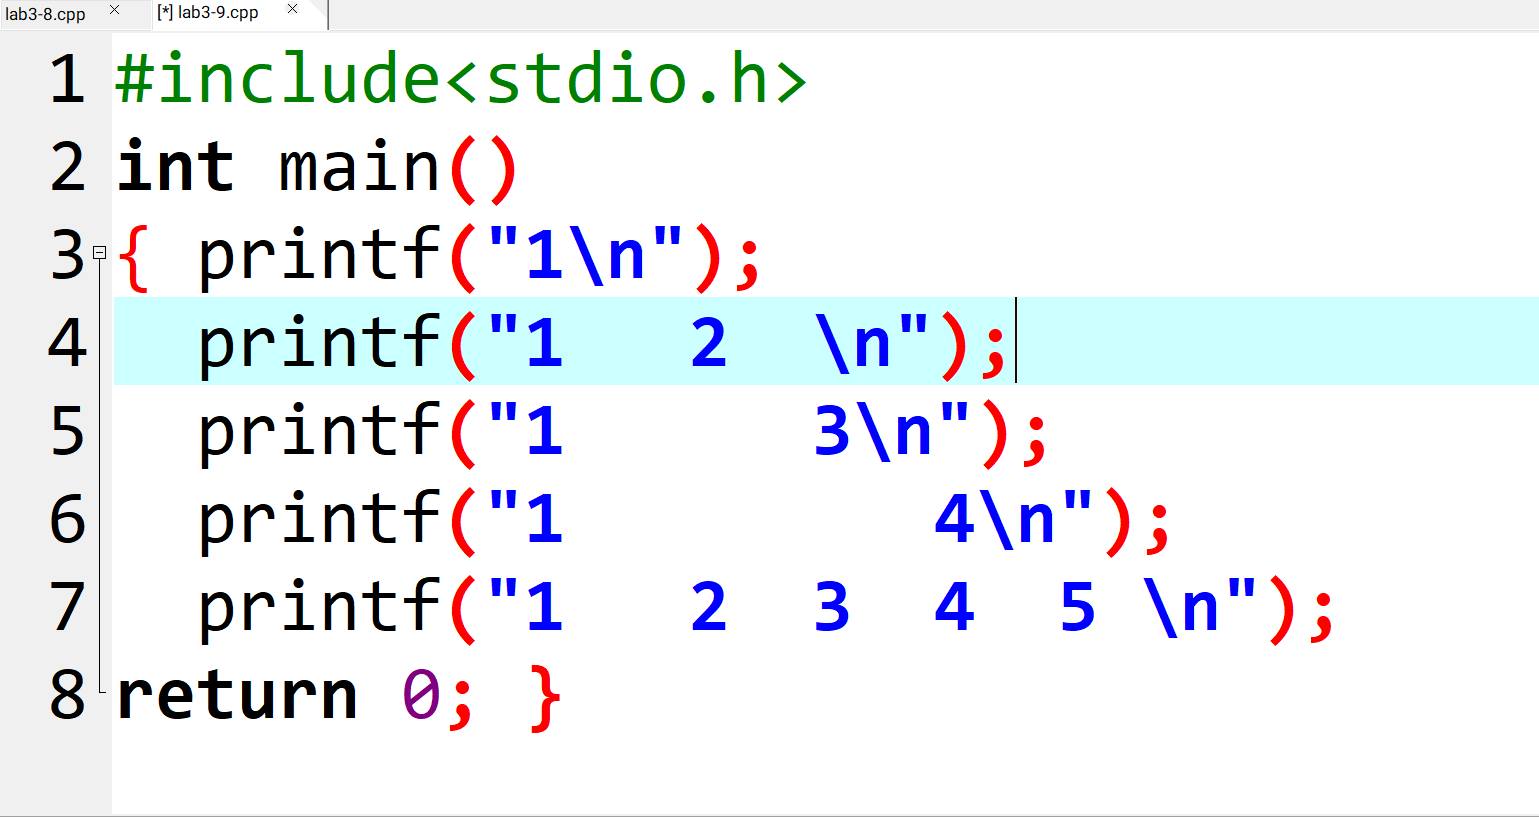 lab3-8.cpp × [*] lab3-9.cpp ×
1 #include<stdio.h>
2 int main()
3 { printf("1\n");
4   printf("1   2  \n");
5   printf("1      3\n");
6   printf("1         4\n");
7   printf("1   2  3  4  5 \n");
8 return 0; }